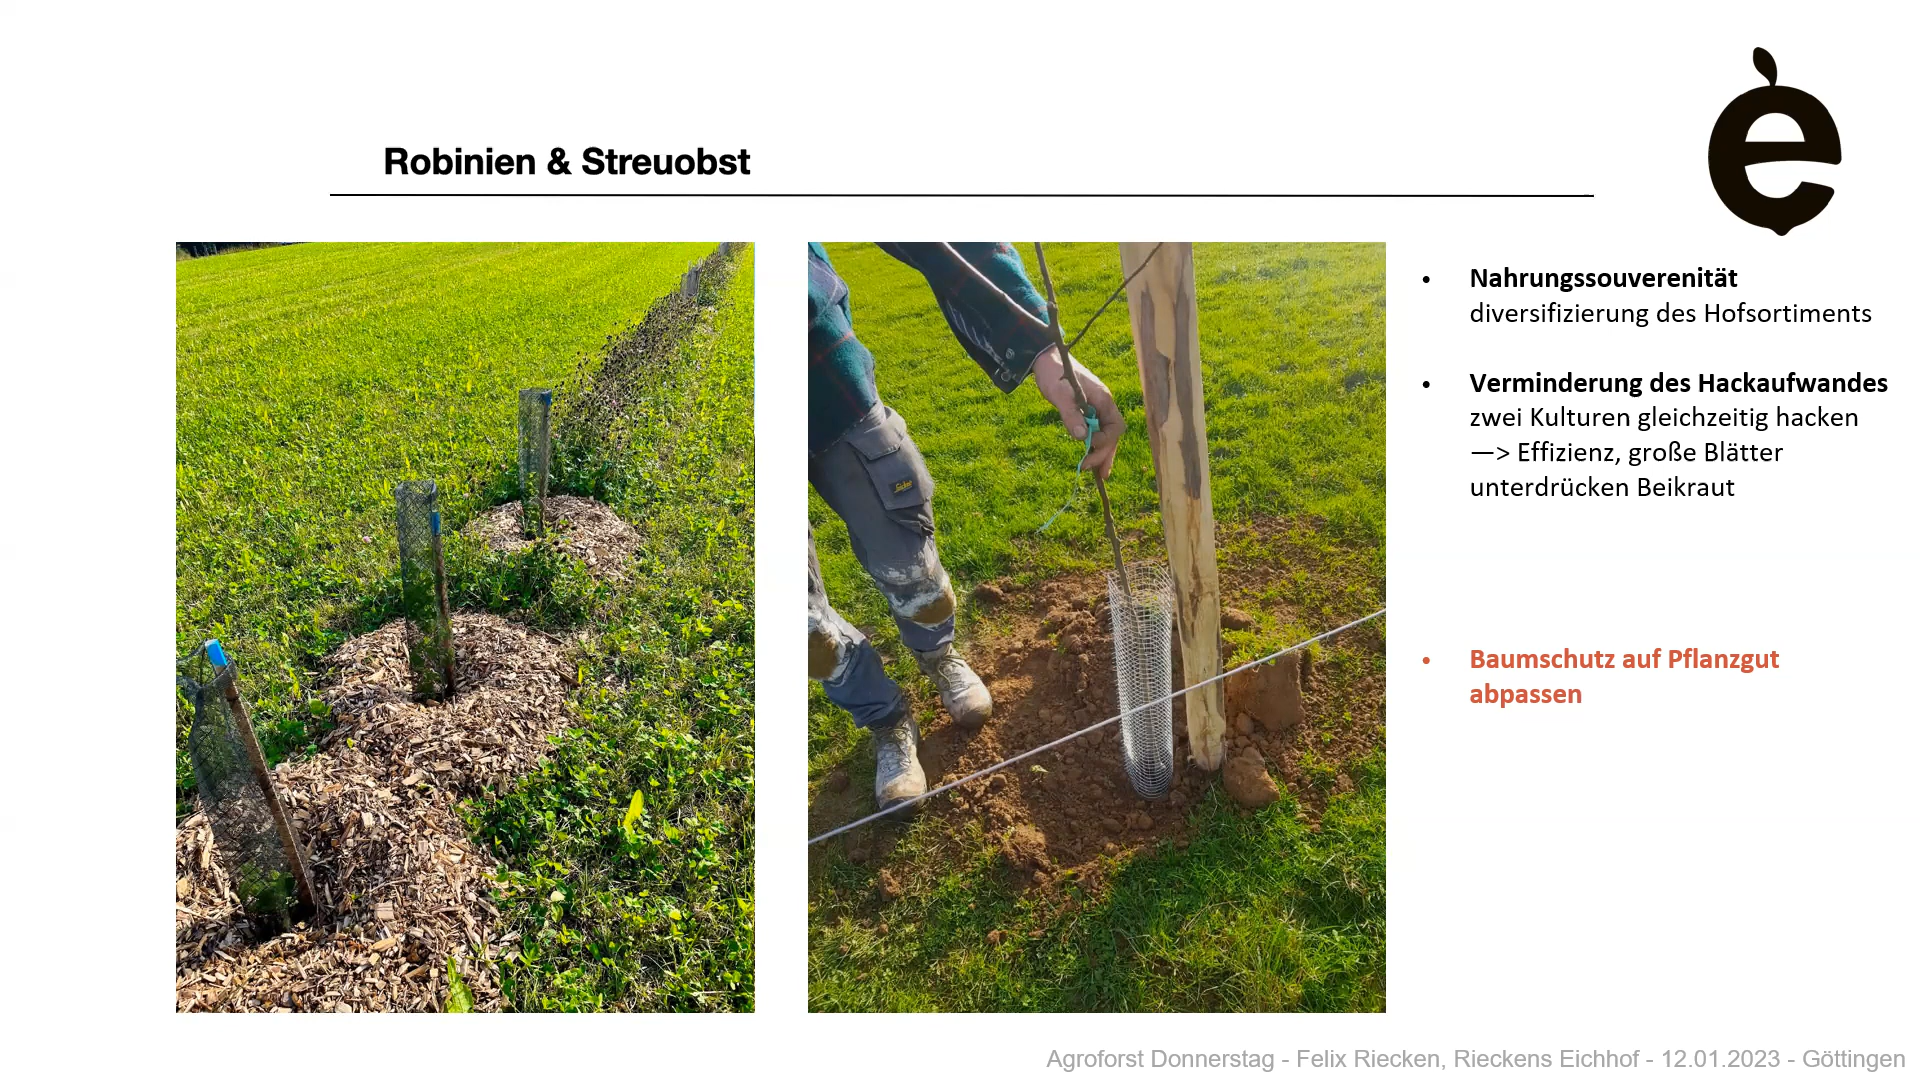 Robinien & Streuobst
• Nahrungssouverenität
diversifizierung des Hofsortiments
• Verminderung des Hackaufwandes
zwei Kulturen gleichzeitig hacken
—> Effizienz, große Blätter
unterdrücken Beikraut
• Baumschutz auf Pflanzgut
abpassen
Agroforst Donnerstag - Felix Riecken, Rieckens Eichhof - 12.01.2023 - Göttingen